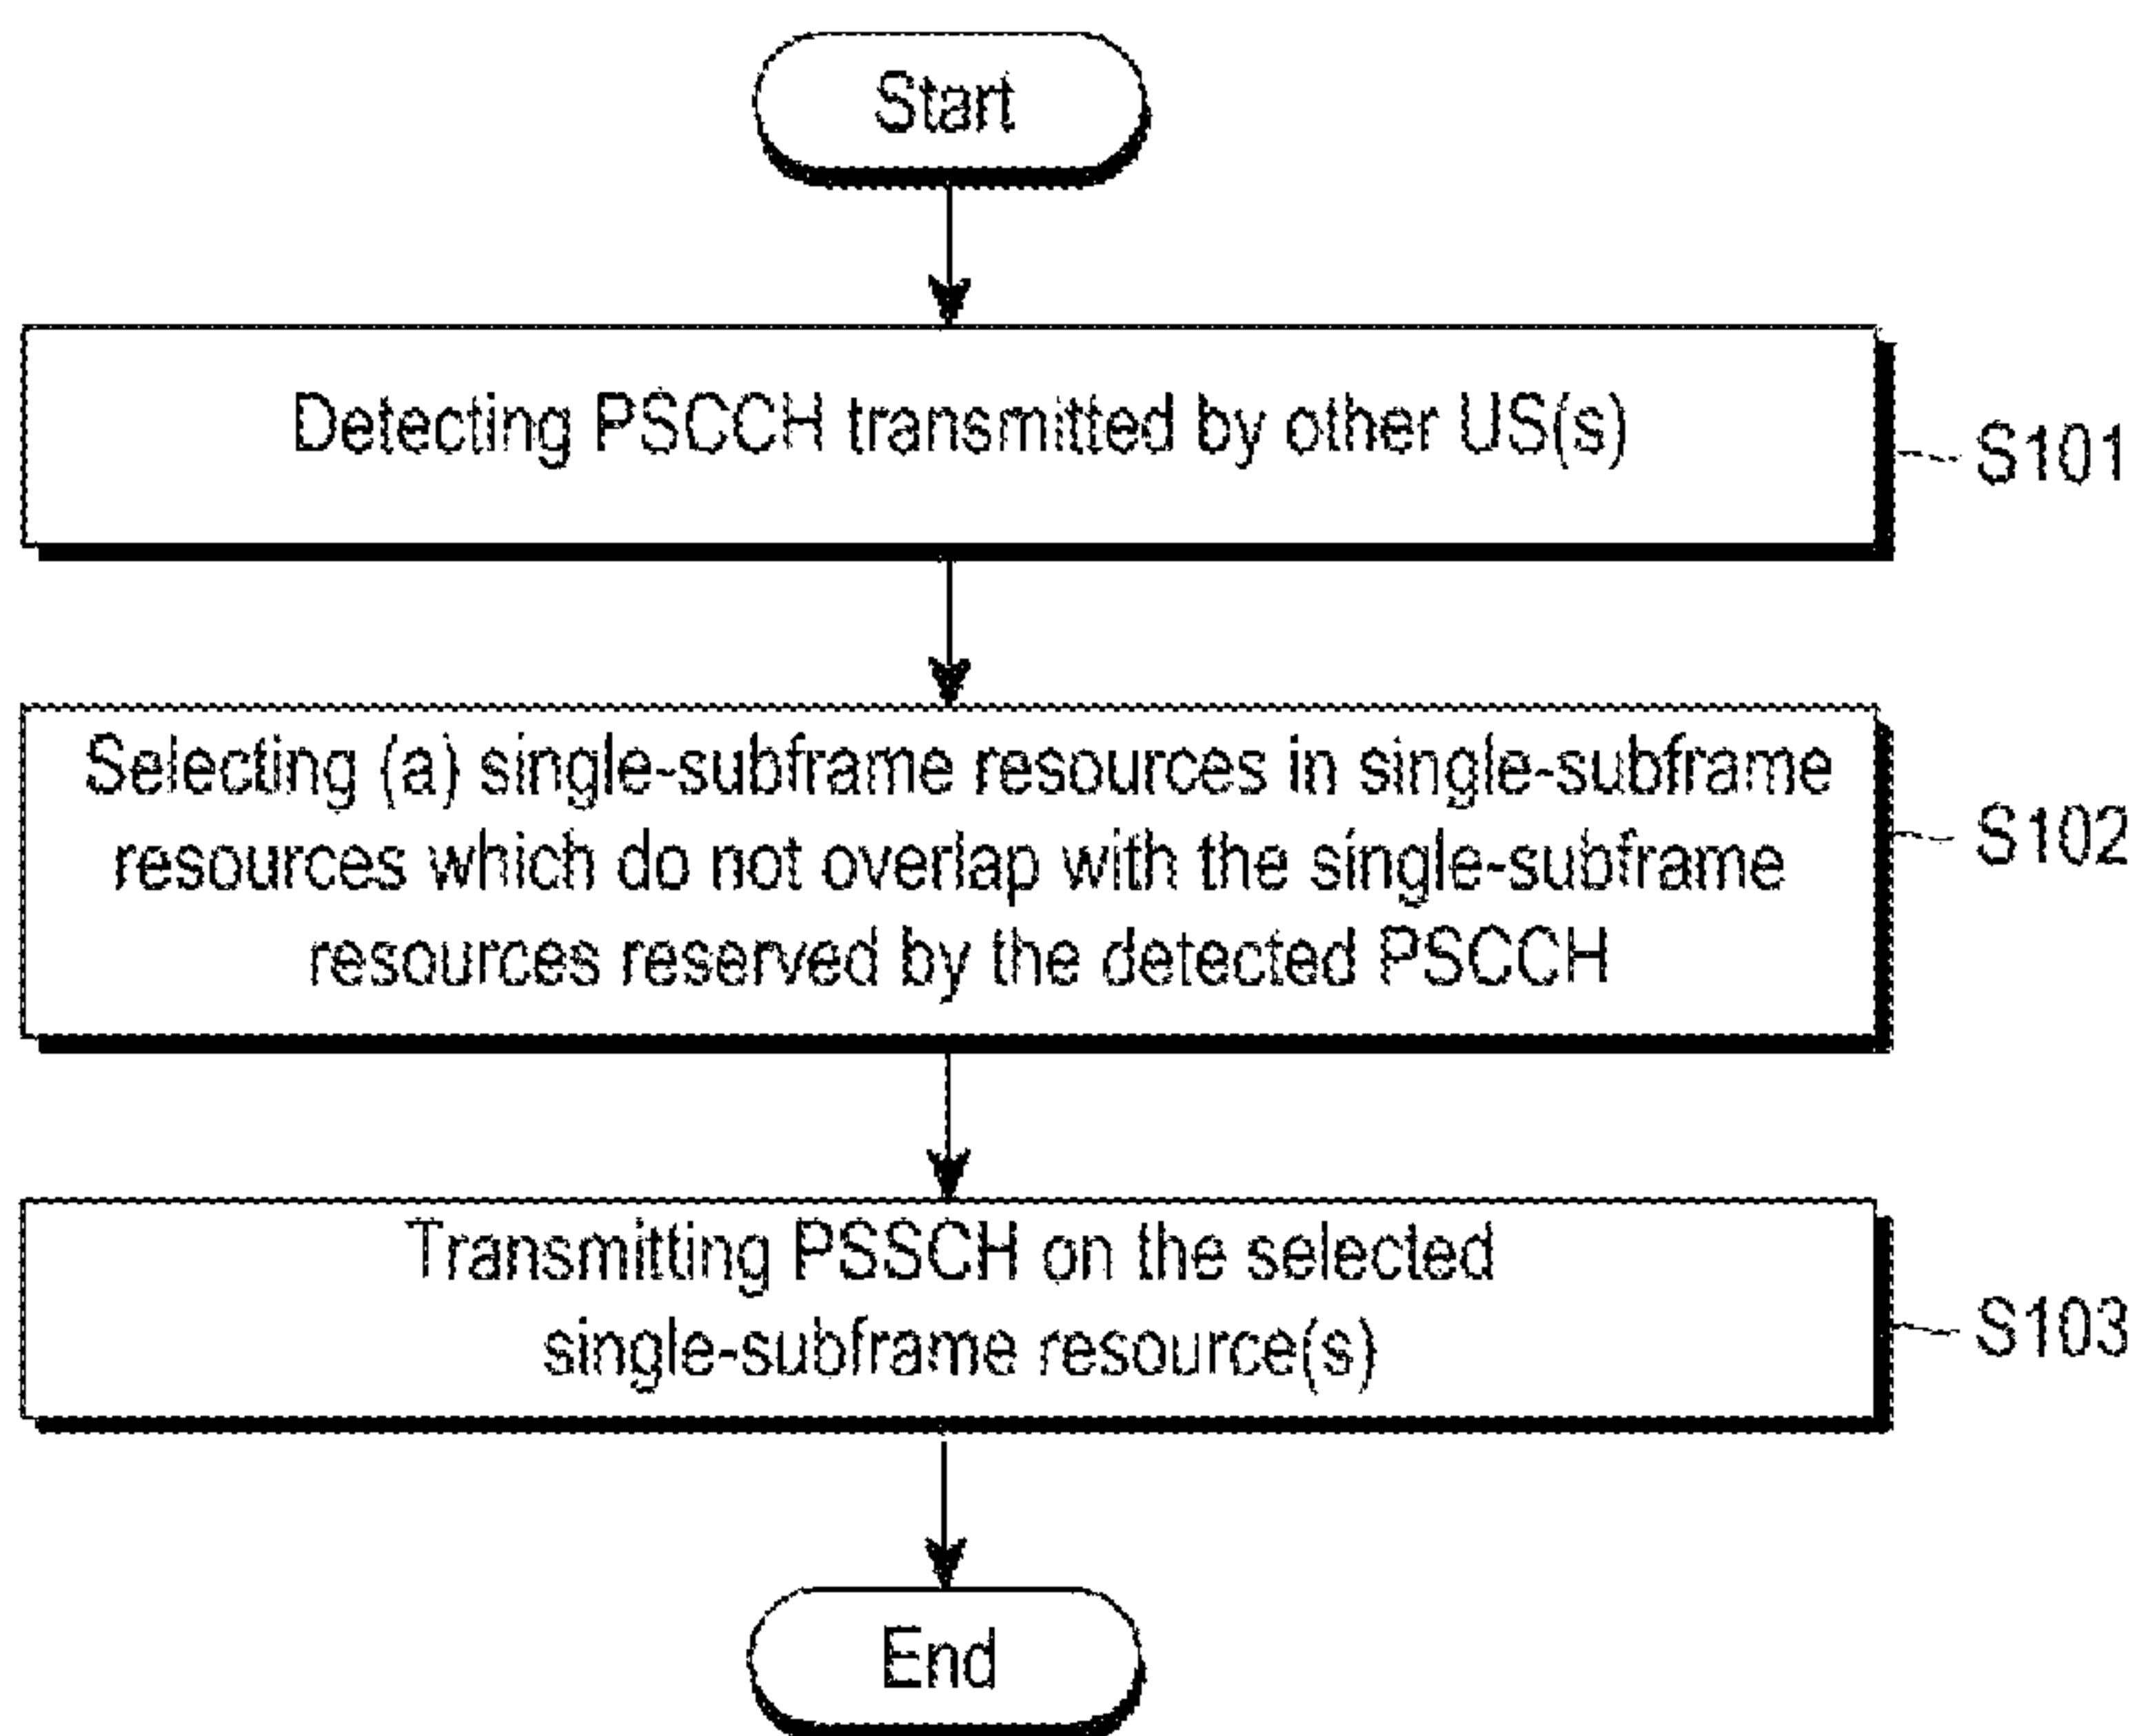 Start
Detecting PSCCH transmitted by other US(s)
S101
Selecting (a) single-subframe resources in single-subframe
resources which do not overlap with the single-subframe
resources reserved by the detected PSCCH
S102
Transmitting PSSCH on the selected
single-subframe resource(s)
S103
End